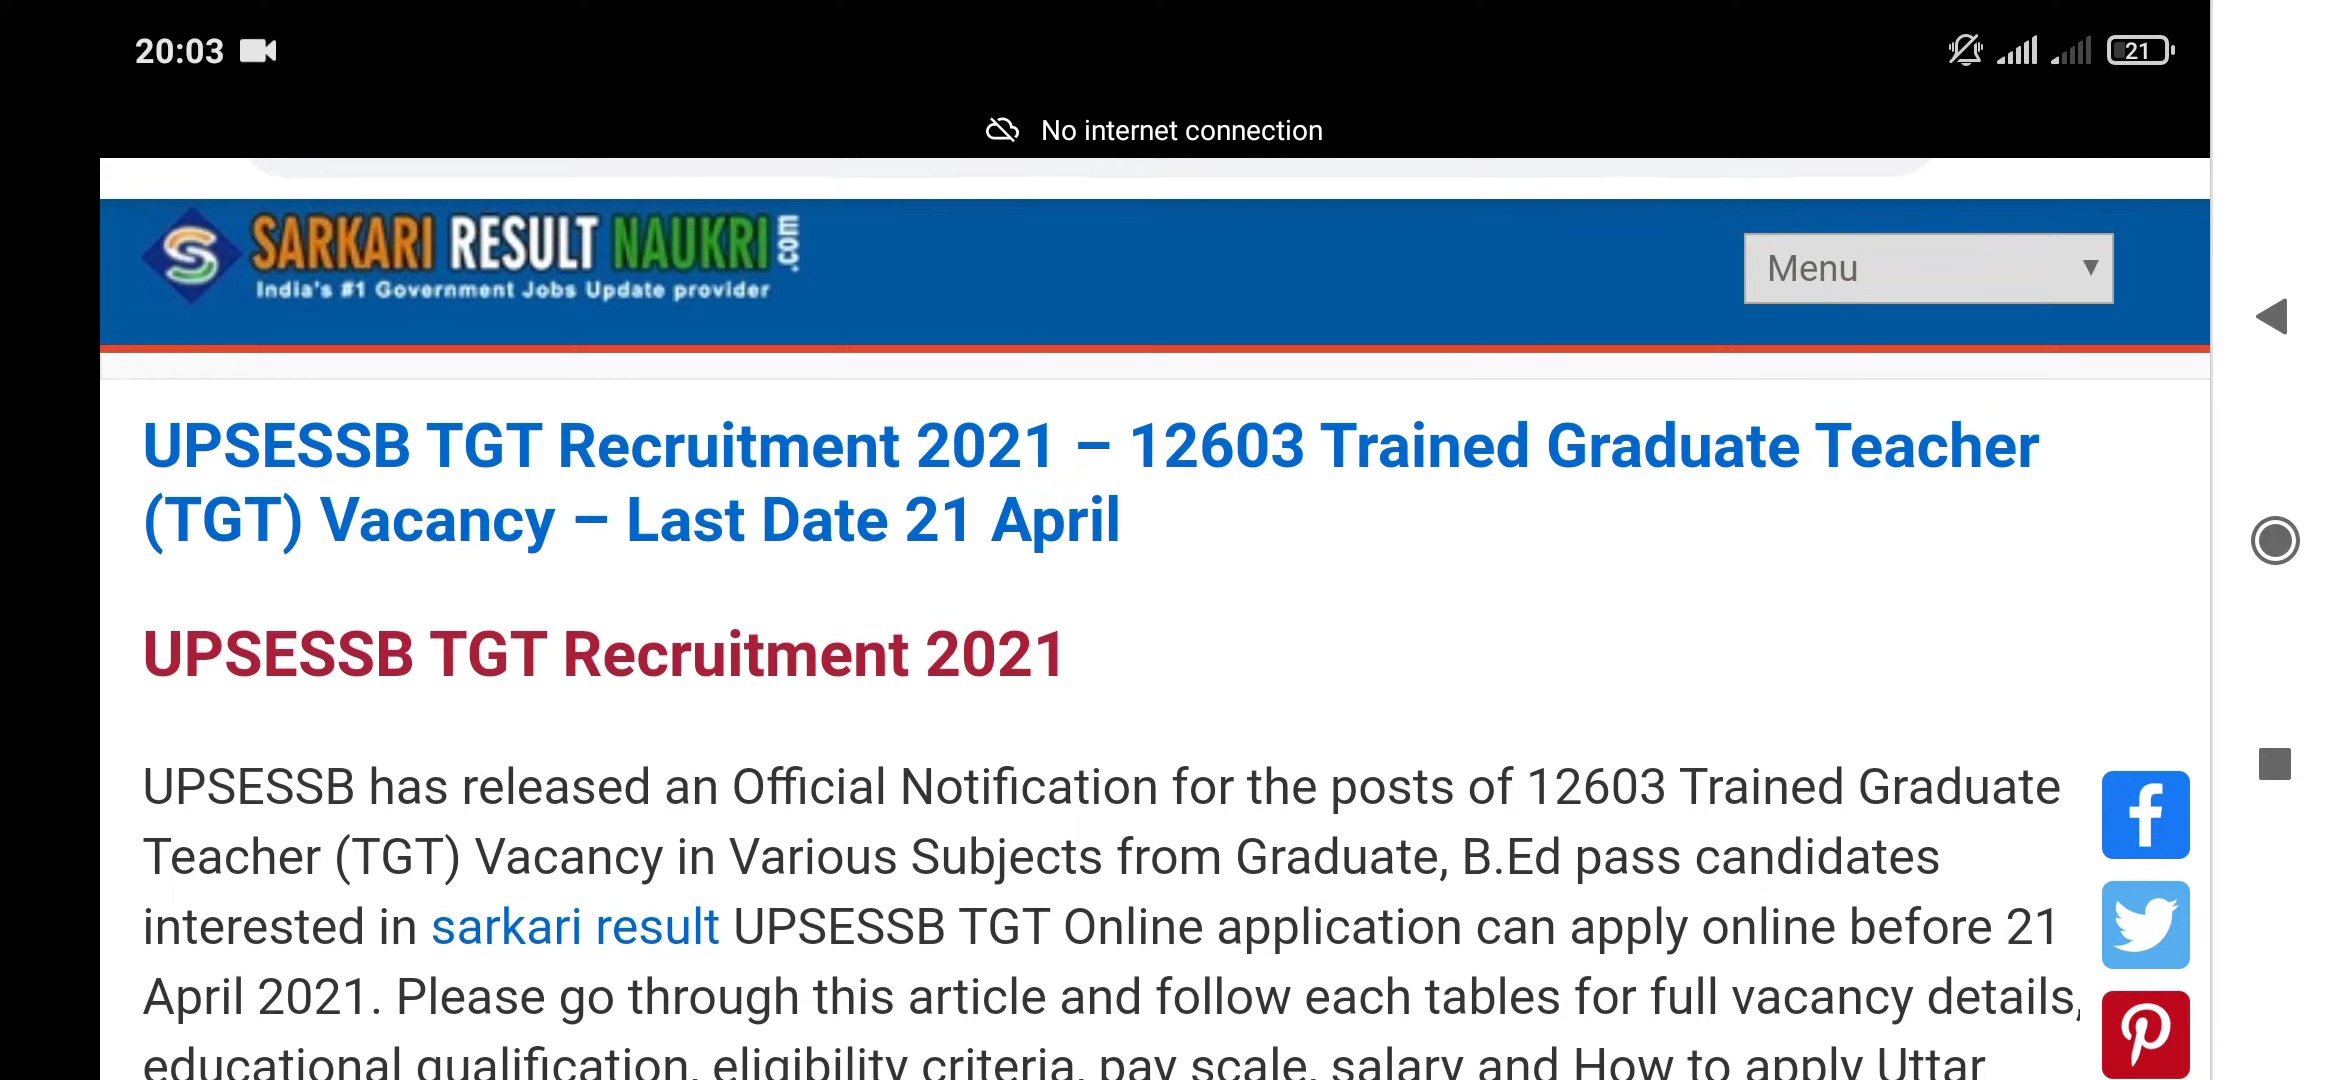 20:03
21
No internet connection
SARKARI RESULT NAUKRI.com
India's #1 Government Jobs Update provider
Menu
UPSESSB TGT Recruitment 2021 – 12603 Trained Graduate Teacher
(TGT) Vacancy – Last Date 21 April
UPSESSB TGT Recruitment 2021
UPSESSB has released an Official Notification for the posts of 12603 Trained Graduate
Teacher (TGT) Vacancy in Various Subjects from Graduate, B.Ed pass candidates
interested in sarkari result UPSESSB TGT Online application can apply online before 21
April 2021. Please go through this article and follow each tables for full vacancy details,
educational qualification, eligibility criteria, pay scale, salary and How to apply Uttar